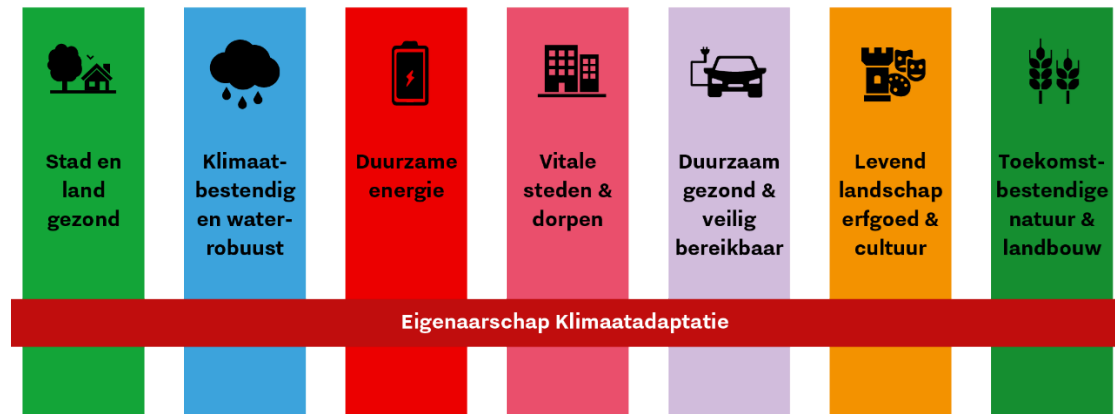 Stad en
land
gezond
Klimaat-
bestendig
en water-
robuust
Duurzame
energie
Vitale
steden &
dorpen
Duurzaam
gezond &
veilig
bereikbaar
Levend
landschap
erfgoed &
cultuur
Toekomst-
bestendige
natuur &
landbouw
Eigenaarschap Klimaatadaptatie